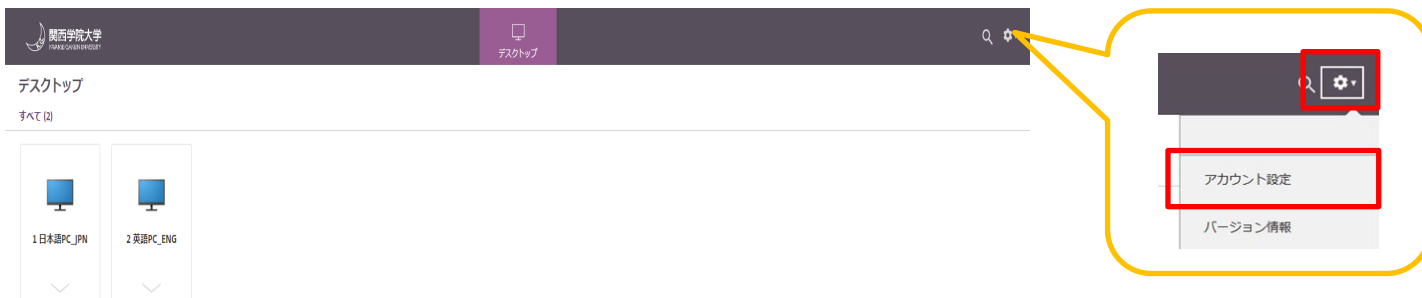 関西学院大学
KWANSEI GAKUIN UNIVERSITY
デスクトップ
デスクトップ
すべて (2)
1 日本語PC_JPN
2 英語PC_ENG
アカウント設定
バージョン情報